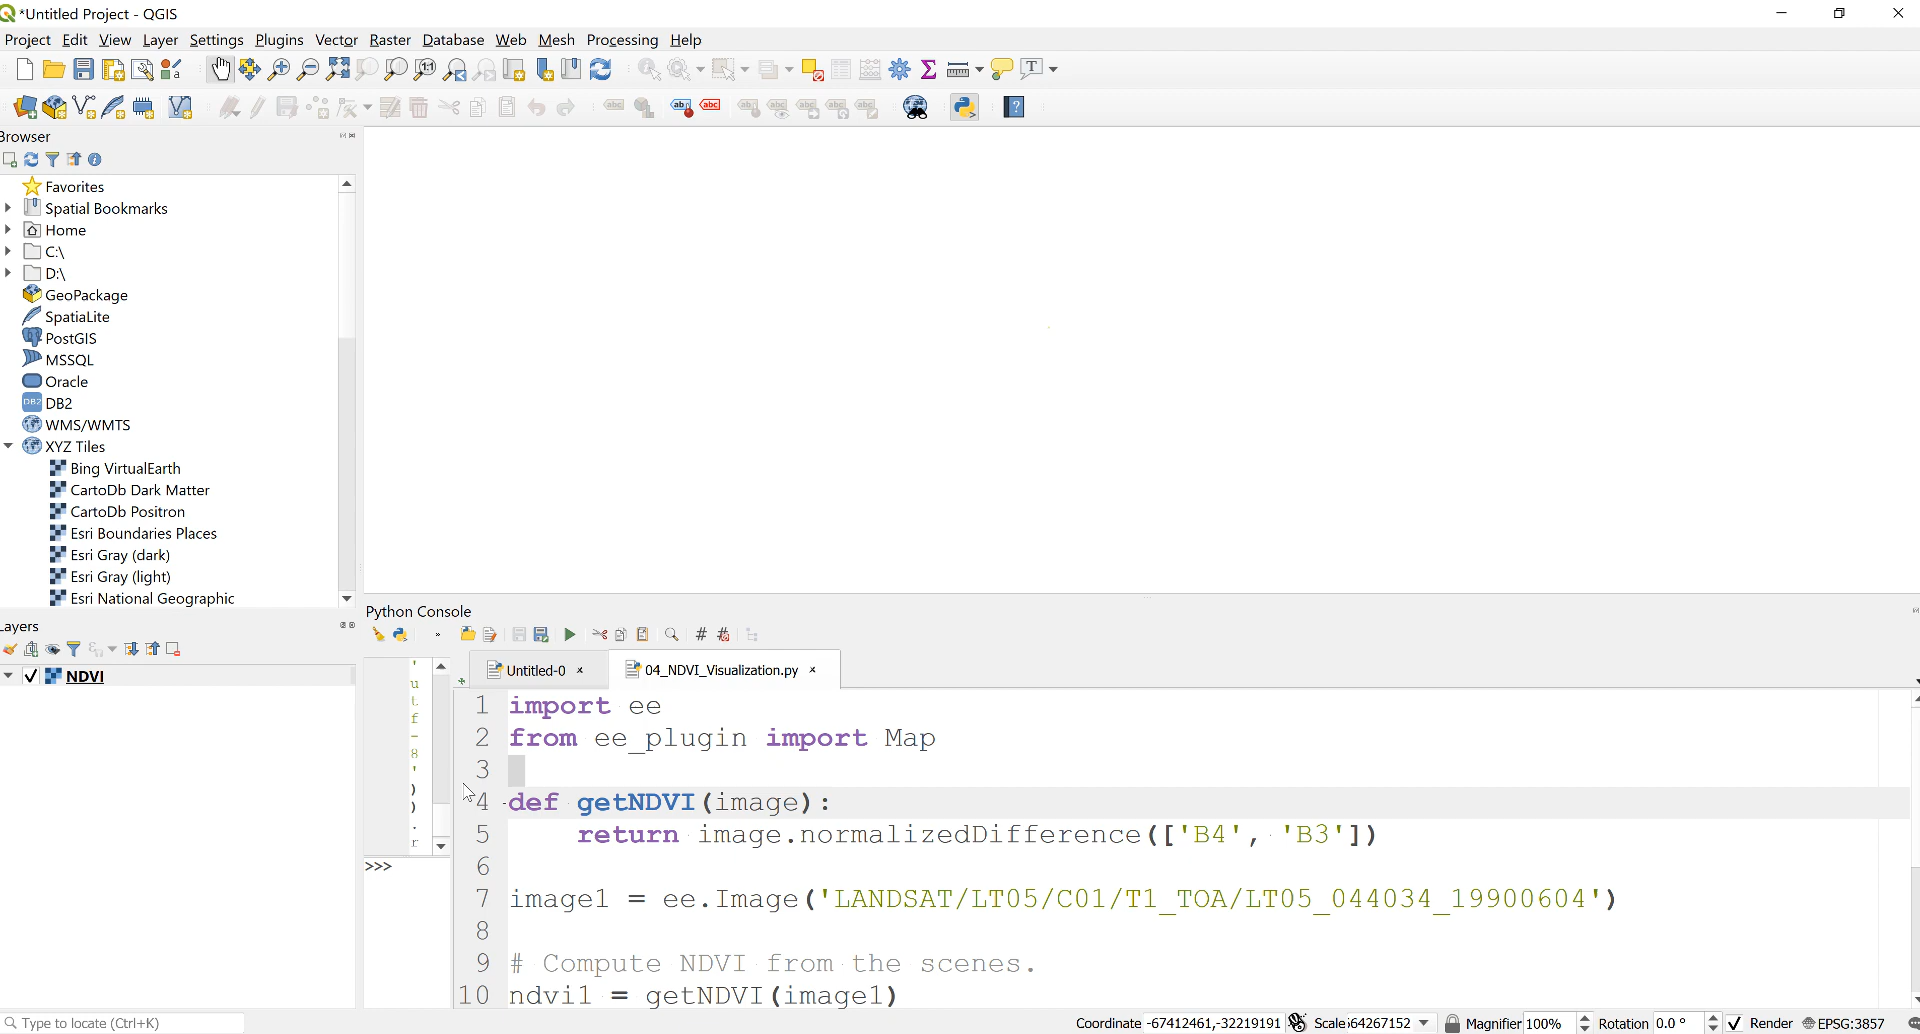 *Untitled Project - QGIS
Project Edit View Layer Settings Plugins Vector Raster Database Web Mesh Processing Help
Browser
Favorites
Spatial Bookmarks
Home
C:\
D:\
GeoPackage
SpatiaLite
PostGIS
MSSQL
Oracle
DB2
WMS/WMTS
XYZ Tiles
Bing VirtualEarth
CartoDb Dark Matter
CartoDb Positron
Esri Boundaries Places
Esri Gray (dark)
Esri Gray (light)
Esri National Geographic
Layers
NDVI
Python Console
Untitled-0
04_NDVI_Visualization.py
'
u
t
f
-
8
'
)
)
.
r
>>>
1 import ee
2 from ee_plugin import Map
3
4 def getNDVI(image):
5 return image.normalizedDifference(['B4', 'B3'])
6
7 image1 = ee.Image('LANDSAT/LT05/C01/T1_TOA/LT05_044034_19900604')
8
9 # Compute NDVI from the scenes.
10 ndvi1 = getNDVI(image1)
Type to locate (Ctrl+K)
Coordinate -67412461,-32219191 Scale 64267152 Magnifier 100% Rotation 0.0 ° Render EPSG:3857